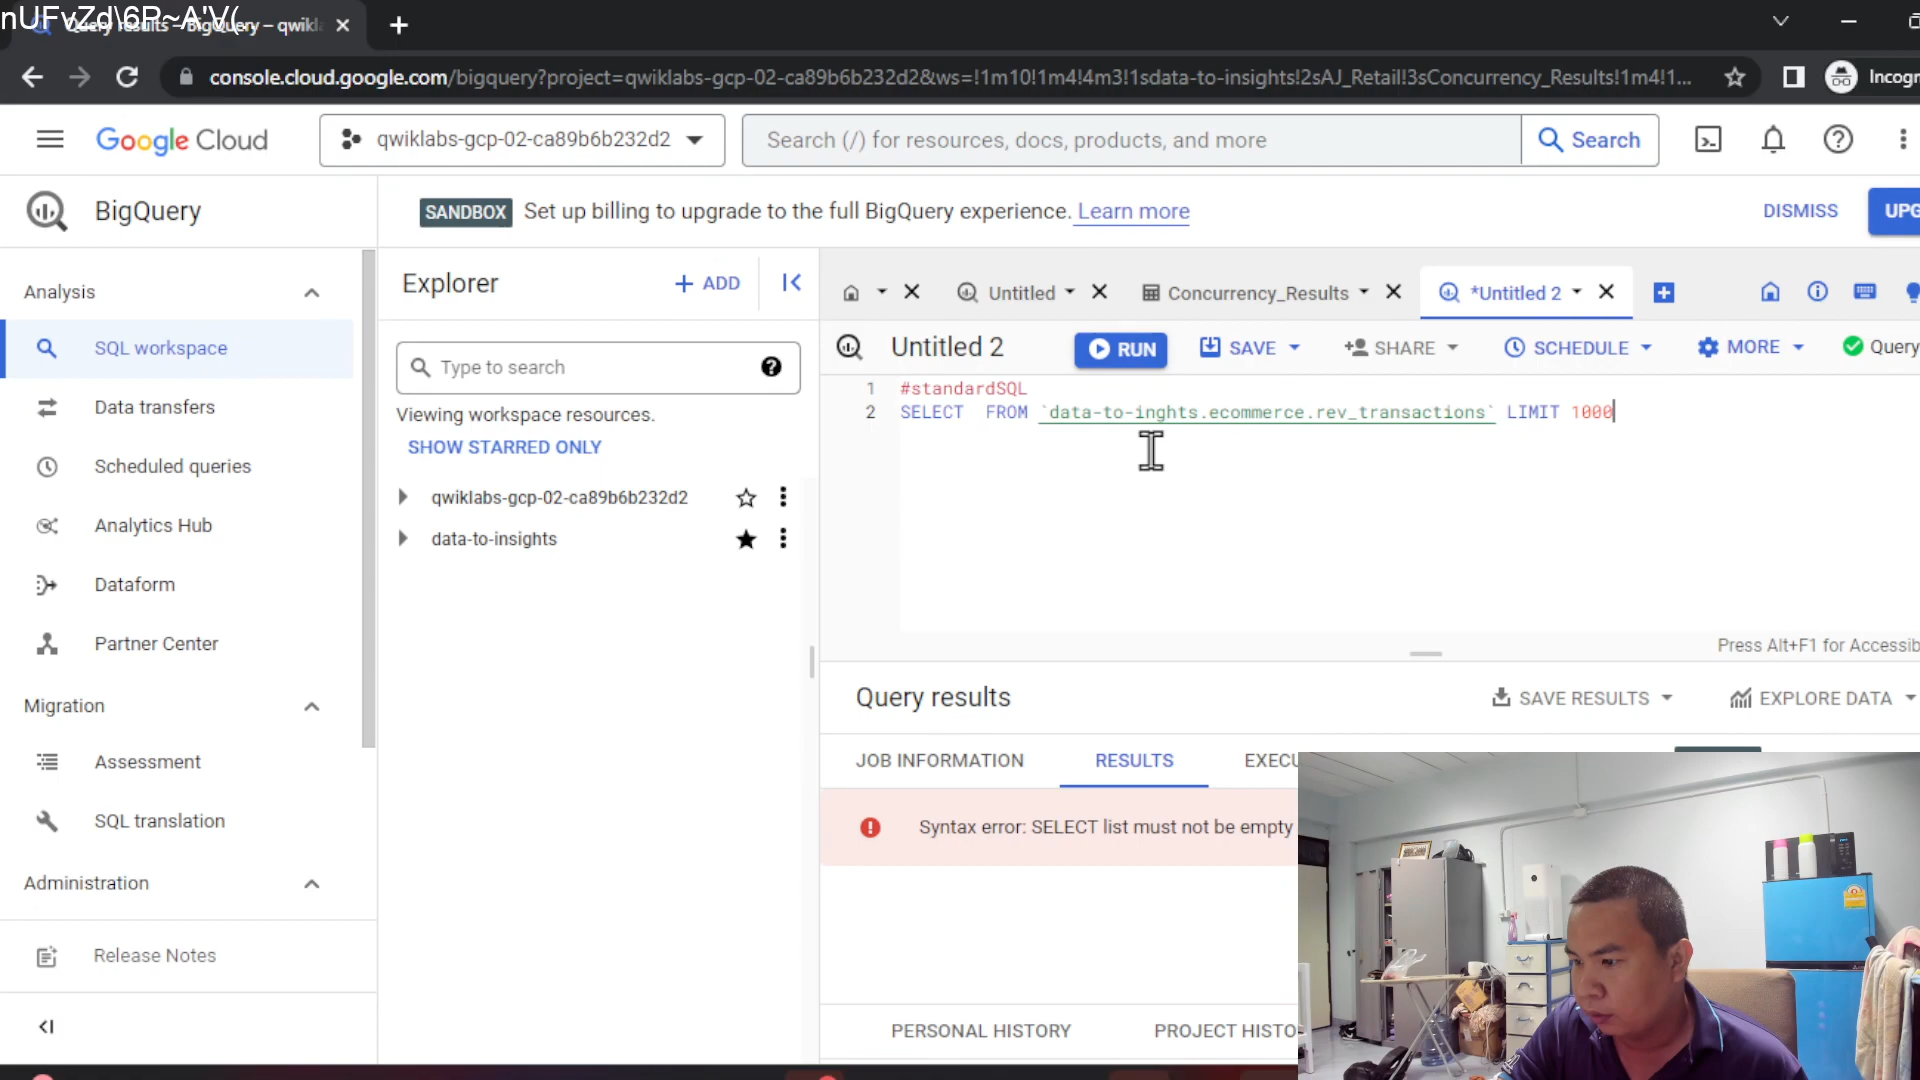 nUFvZd\6R~A'V(
Query results – BigQuery – qwikl
console.cloud.google.com/bigquery?project=qwiklabs-gcp-02-ca89b6b232d2&ws=!1m10!1m4!4m3!1sdata-to-insights!2sAJ_Retail!3sConcurrency_Results!1m4!1...
Incogn
Google Cloud
qwiklabs-gcp-02-ca89b6b232d2
Search (/) for resources, docs, products, and more
Search
BigQuery
SANDBOX Set up billing to upgrade to the full BigQuery experience. Learn more
DISMISS
UPG
Analysis
SQL workspace
Data transfers
Scheduled queries
Analytics Hub
Dataform
Partner Center
Migration
Assessment
SQL translation
Administration
Release Notes
Explorer
+ ADD
Type to search
Viewing workspace resources.
SHOW STARRED ONLY
qwiklabs-gcp-02-ca89b6b232d2
data-to-insights
Untitled
Concurrency_Results
*Untitled 2
Untitled 2
RUN
SAVE
SHARE
SCHEDULE
MORE
Query
1 #standardSQL
2 SELECT  FROM `data-to-inghts.ecommerce.rev_transactions` LIMIT 1000
Press Alt+F1 for Accessib
Query results
SAVE RESULTS
EXPLORE DATA
JOB INFORMATION
RESULTS
EXECU
Syntax error: SELECT list must not be empty
PERSONAL HISTORY
PROJECT HISTO